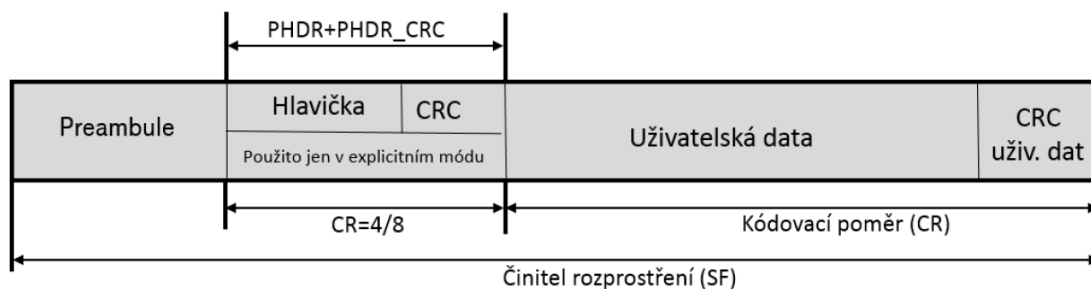 PHDR+PHDR_CRC
Preambule
Hlavička
CRC
Použito jen v explicitním módu
Uživatelská data
CRC
uživ. dat
CR=4/8
Kódovací poměr (CR)
Činitel rozprostření (SF)